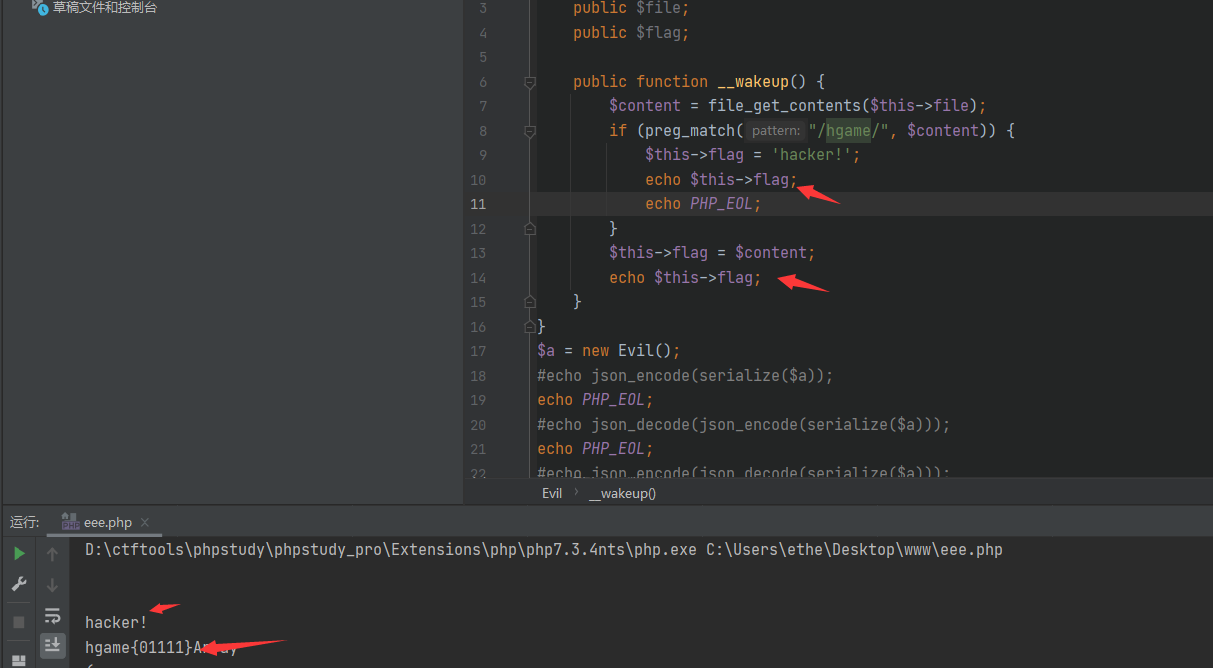 草稿文件和控制台
3 public $file;
4 public $flag;
5
6 public function __wakeup() {
7 $content = file_get_contents($this->file);
8 if (preg_match( pattern: "/hgame/", $content)) {
9 $this->flag = 'hacker!';
10 echo $this->flag;
11 echo PHP_EOL;
12 }
13 $this->flag = $content;
14 echo $this->flag;
15 }
16 }
17 $a = new Evil();
18 #echo json_encode(serialize($a));
19 echo PHP_EOL;
20 #echo json_decode(json_encode(serialize($a)));
21 echo PHP_EOL;
22 #echo json_encode(json_decode(serialize($a)));
Evil › __wakeup()
运行: eee.php ×
D:\ctftools\phpstudy\phpstudy_pro\Extensions\php\php7.3.4nts\php.exe C:\Users\ethe\Desktop\www\eee.php
hacker!
hgame{01111}Array
(